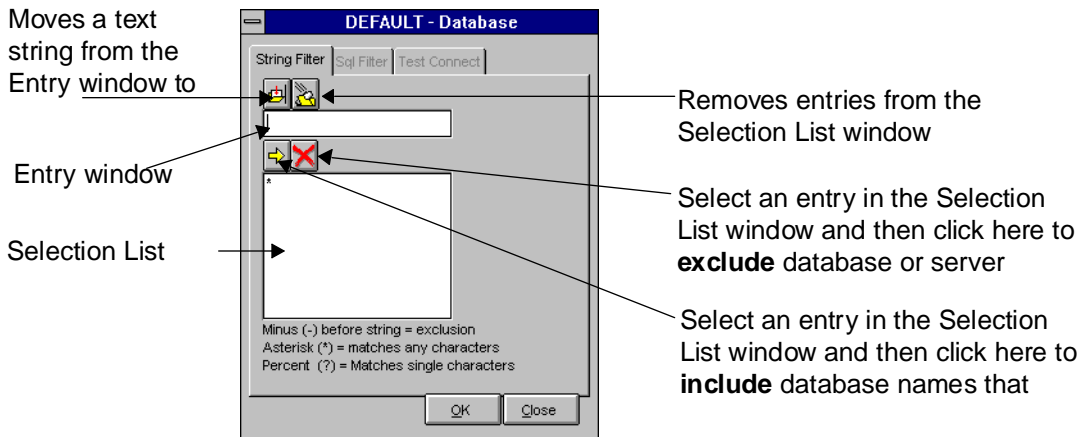 Moves a text
string from the
Entry window to
Entry window
Selection List
DEFAULT - Database
String Filter
Sql Filter
Test Connect
*
Minus (-) before string = exclusion
Asterisk (*) = matches any characters
Percent (?) = Matches single characters
OK
Close
Removes entries from the
Selection List window
Select an entry in the Selection
List window and then click here to
exclude database or server
Select an entry in the Selection
List window and then click here to
include database names that